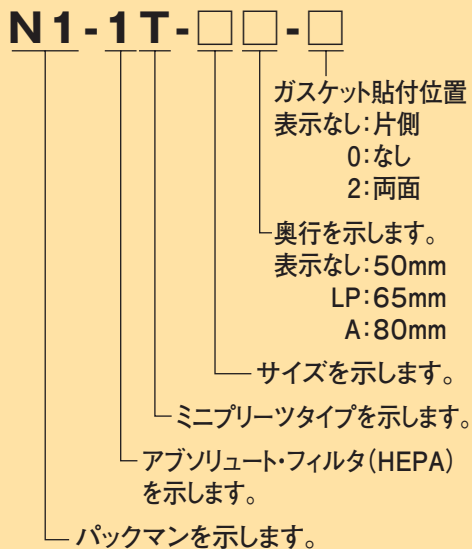 N1-1T-□□-□
ガスケット貼付位置
表示なし:片側
0:なし
2:両面
奥行を示します。
表示なし:50mm
LP:65mm
A:80mm
サイズを示します。
ミニプリーツタイプを示します。
アブソリュート・フィルタ(HEPA)
を示します。
パックマンを示します。